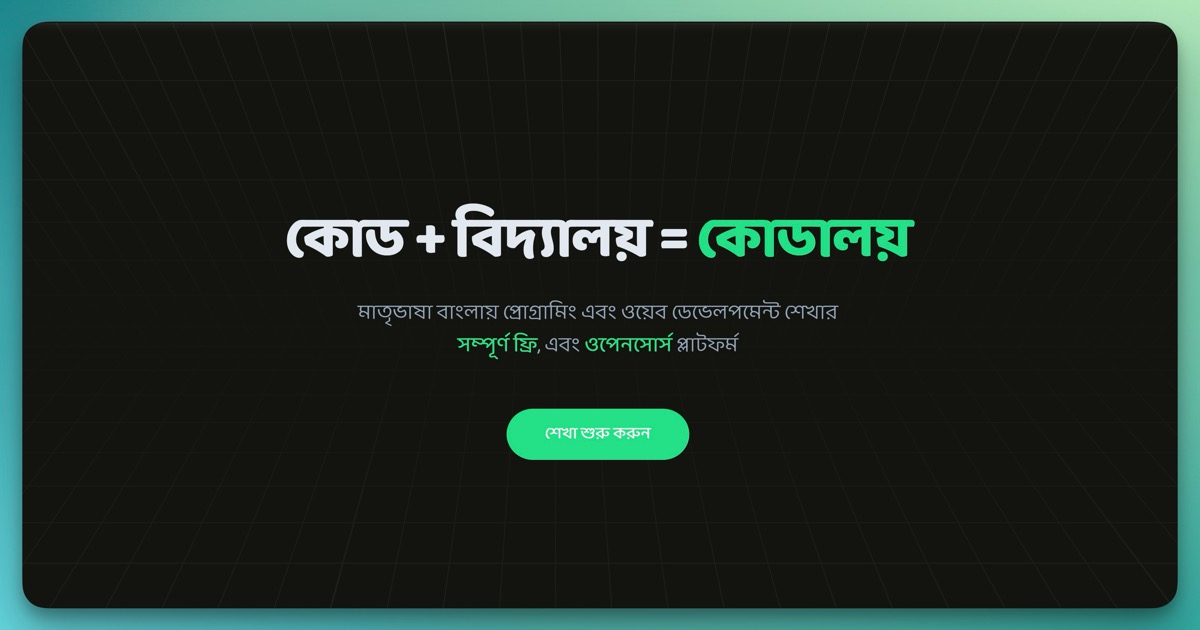 কোড + বিদ্যালয় = কোডালয়
মাতৃভাষা বাংলায় প্রোগ্রামিং এবং ওয়েব ডেভেলপমেন্ট শেখার
সম্পূর্ণ ফ্রি, এবং ওপেনসোর্স প্লাটফর্ম
শেখা শুরু করুন